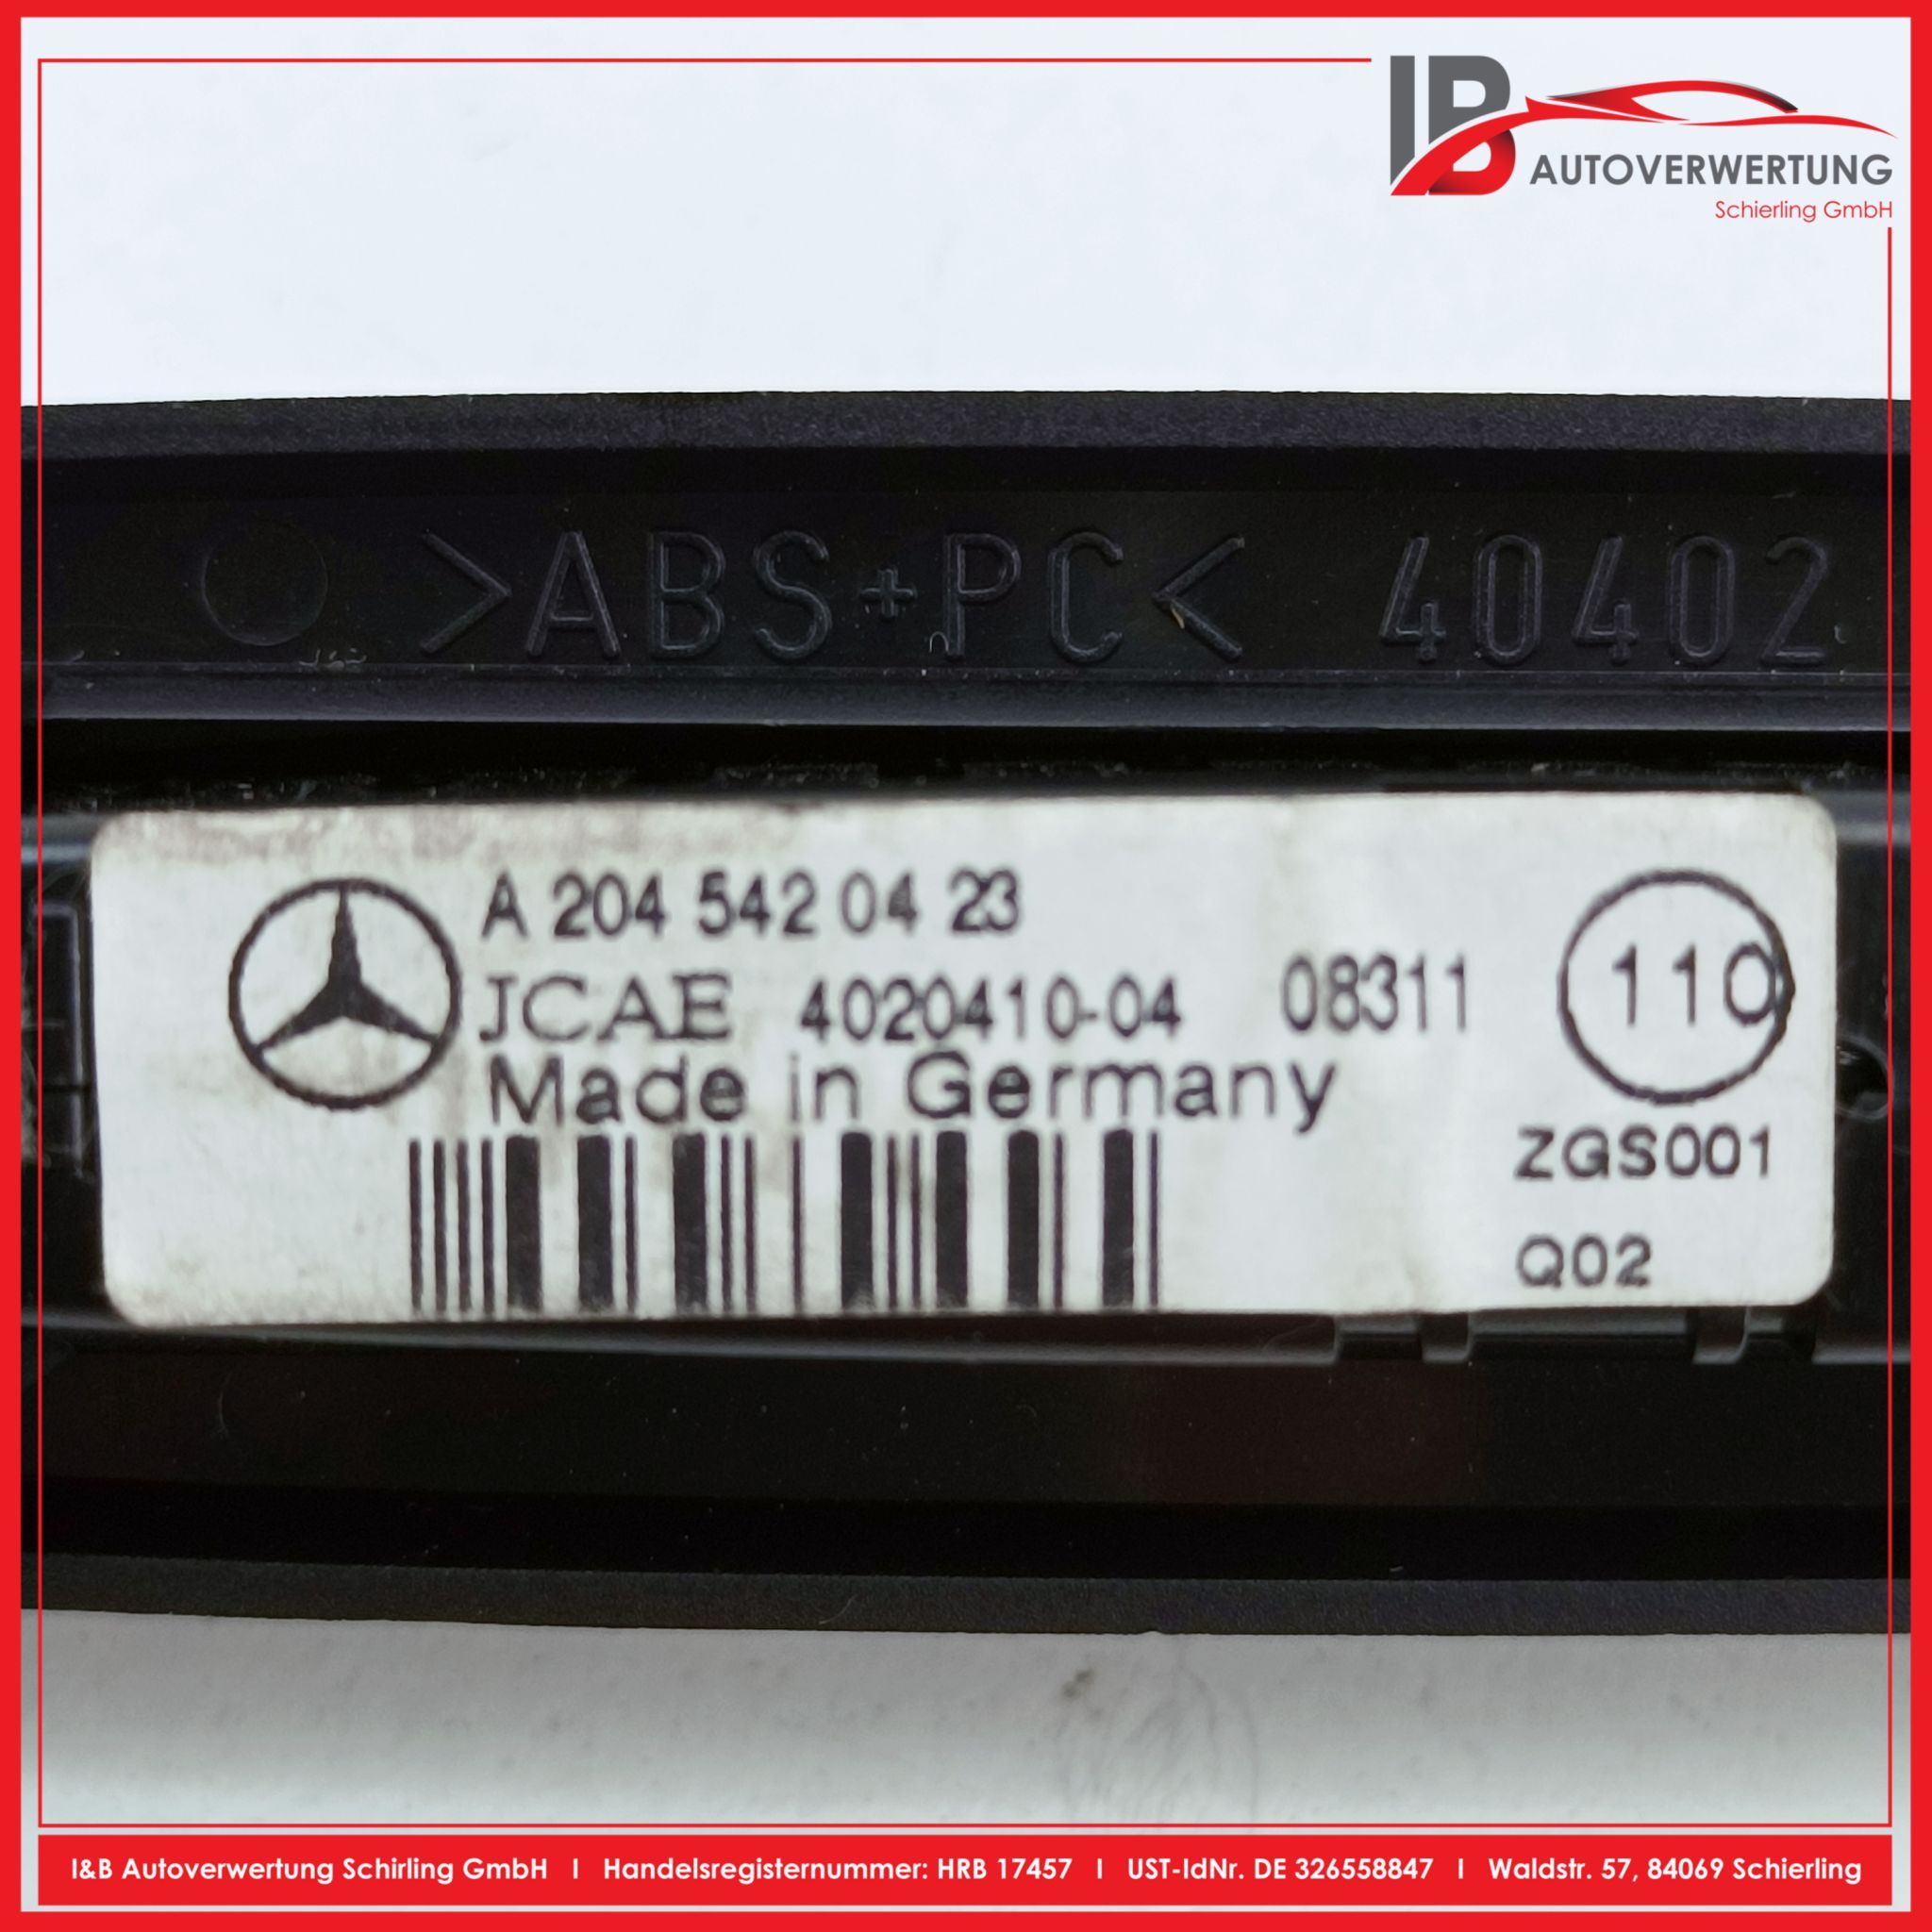 IB AUTOVERWERTUNG
Schierling GmbH
>ABS+PC< 40402
A 204 542 04 23
JCAE 4020410-04 08311 110
Made in Germany
ZGS001
Q02
I&B Autoverwertung Schirling GmbH I Handelsregisternummer: HRB 17457 I UST-IdNr. DE 326558847 I Waldstr. 57, 84069 Schierling